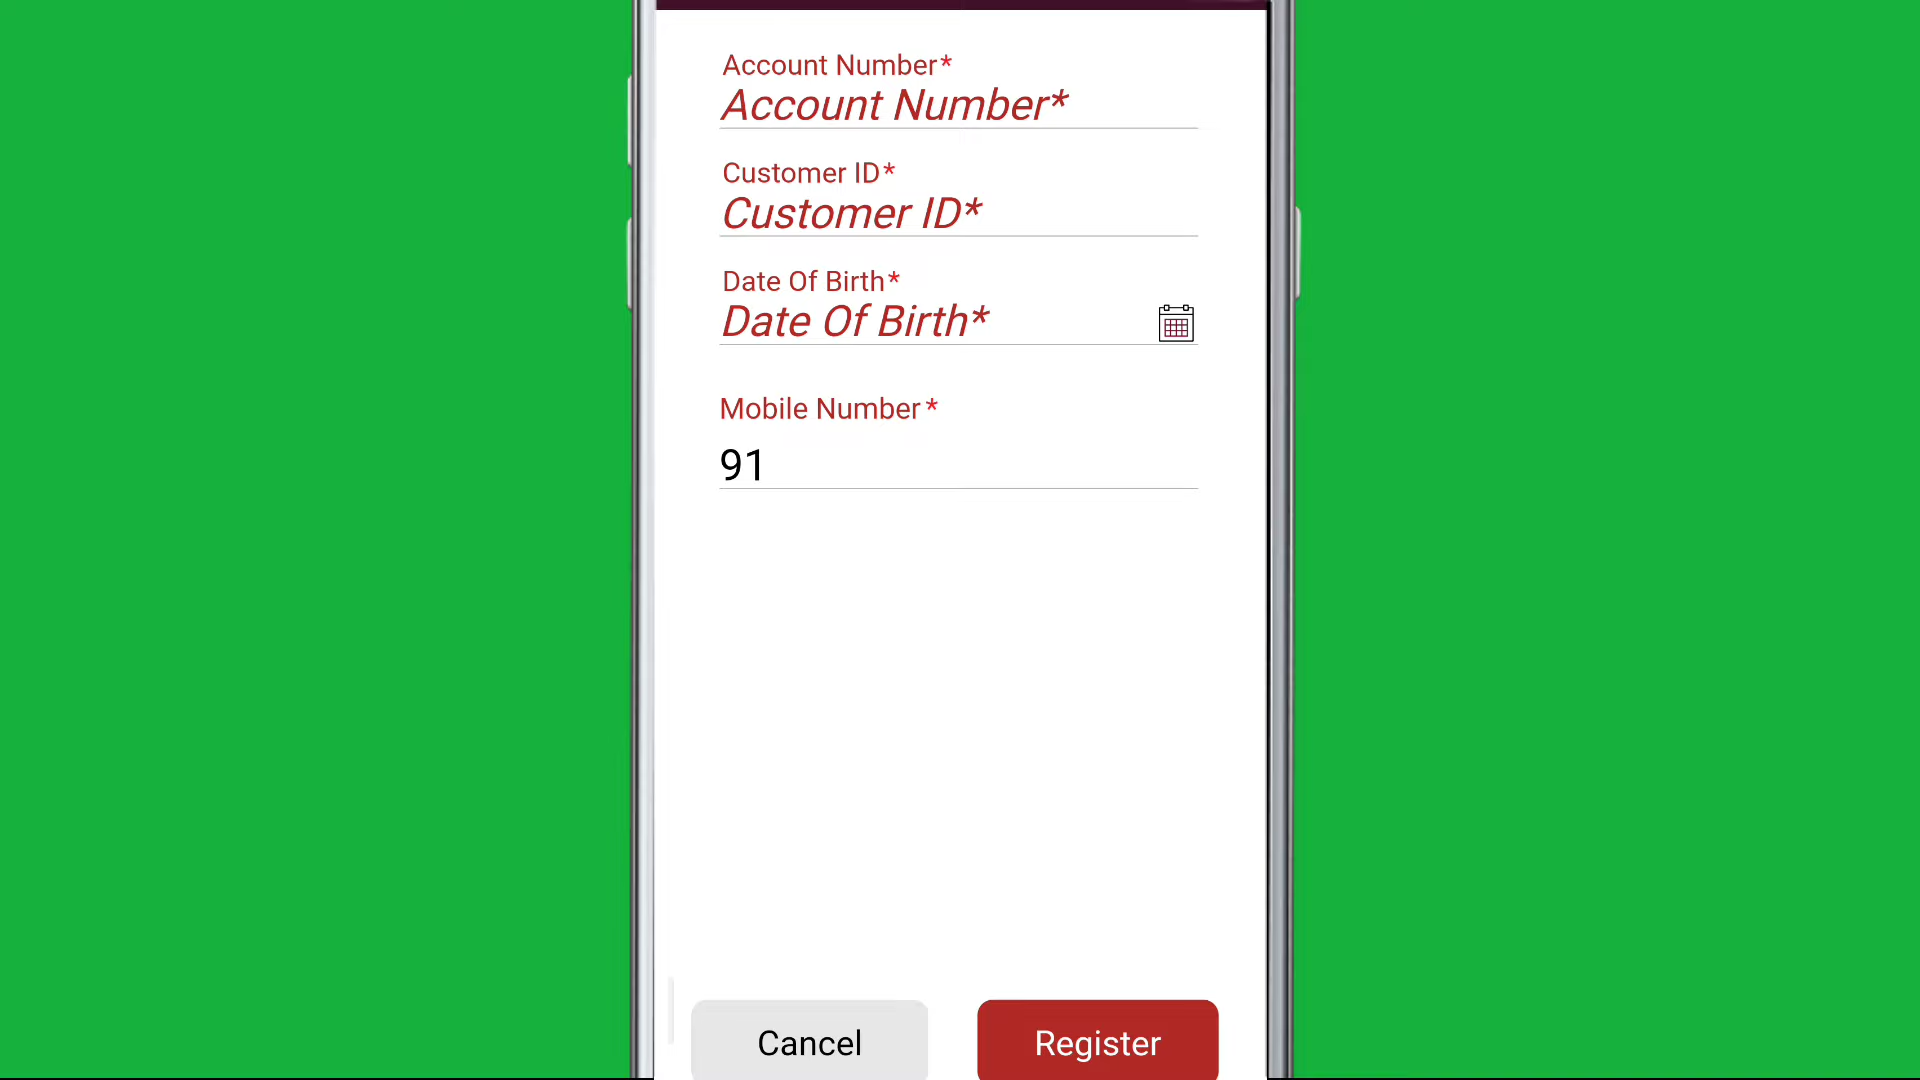 Account Number*
Account Number*
Customer ID*
Customer ID*
Date Of Birth*
Date Of Birth*
Mobile Number*
91
Cancel
Register